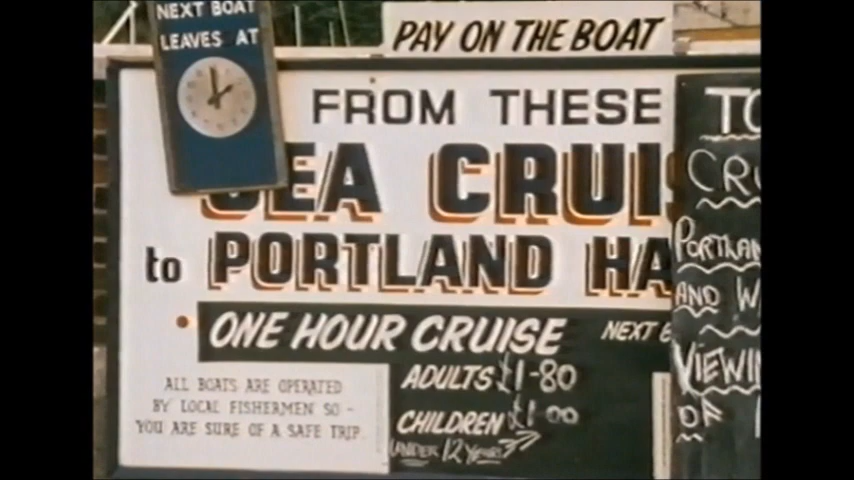 NEXT BOAT
LEAVES AT
PAY ON THE BOAT
FROM THESE
SEA CRUIS
to PORTLAND HA
ONE HOUR CRUISE
NEXT B
ADULTS £1-80
CHILDREN £1-00
UNDER 12 YEARS
ALL BOATS ARE OPERATED
BY LOCAL FISHERMEN SO -
YOU ARE SURE OF A SAFE TRIP.
TO
CRU
PORTLAN
AND W
VIEWIN
OF